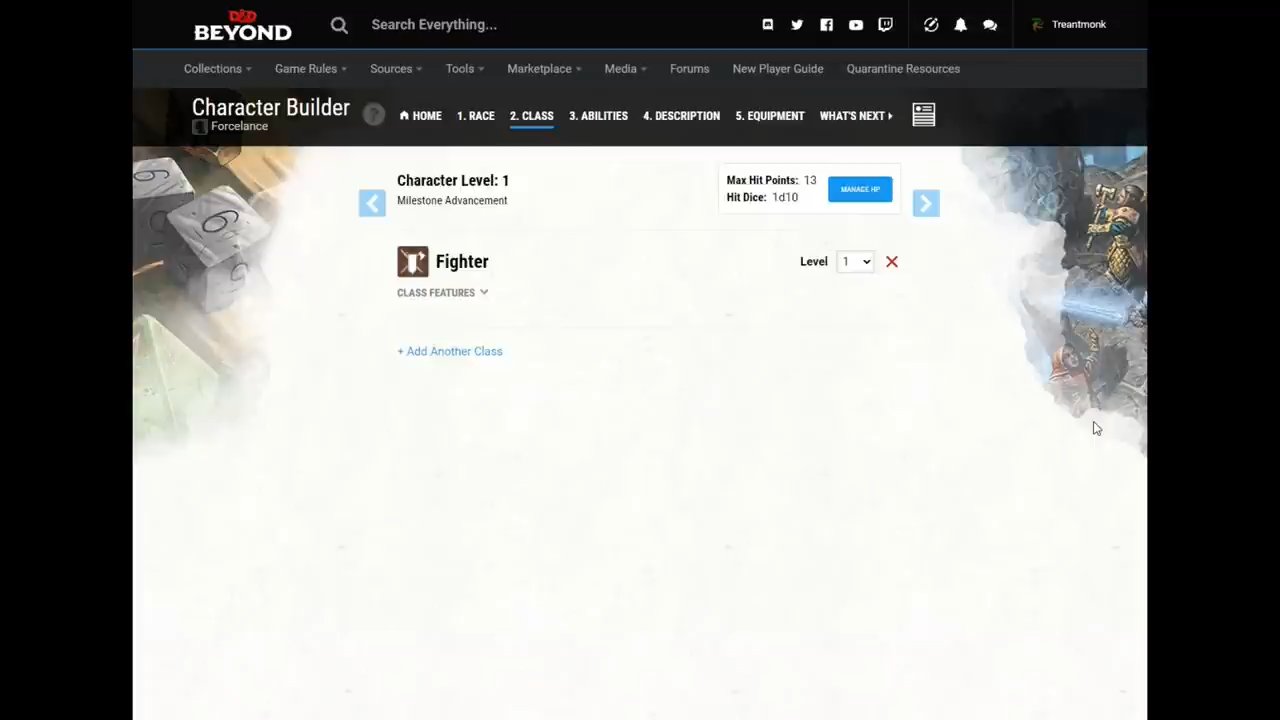 D&D
BEYOND
Search Everything...
Treantmonk
Collections
Game Rules
Sources
Tools
Marketplace
Media
Forums
New Player Guide
Quarantine Resources
Character Builder
Forcelance
?
HOME
1. RACE
2. CLASS
3. ABILITIES
4. DESCRIPTION
5. EQUIPMENT
WHAT'S NEXT
Character Level: 1
Milestone Advancement
Max Hit Points: 13
Hit Dice: 1d10
MANAGE HP
Fighter
Level 1
CLASS FEATURES
+ Add Another Class